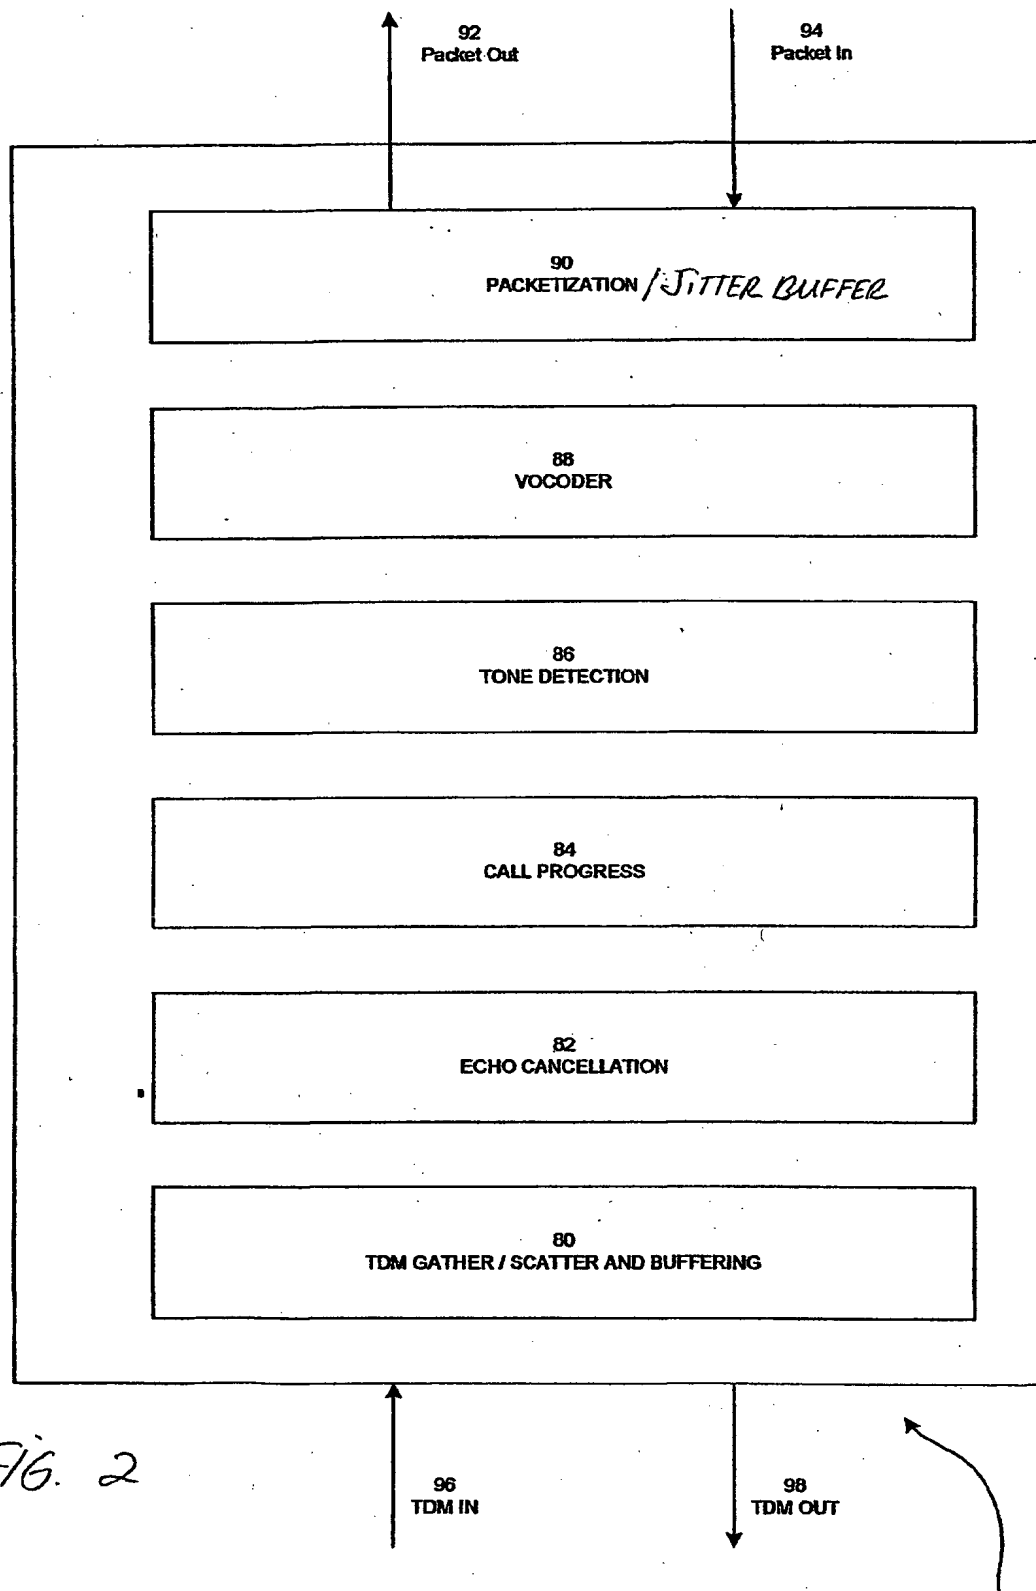 92
Packet Out
94
Packet In
90
PACKETIZATION / JITTER BUFFER
88
VOCODER
86
TONE DETECTION
84
CALL PROGRESS
82
ECHO CANCELLATION
80
TDM GATHER / SCATTER AND BUFFERING
FIG. 2
96
TDM IN
98
TDM OUT